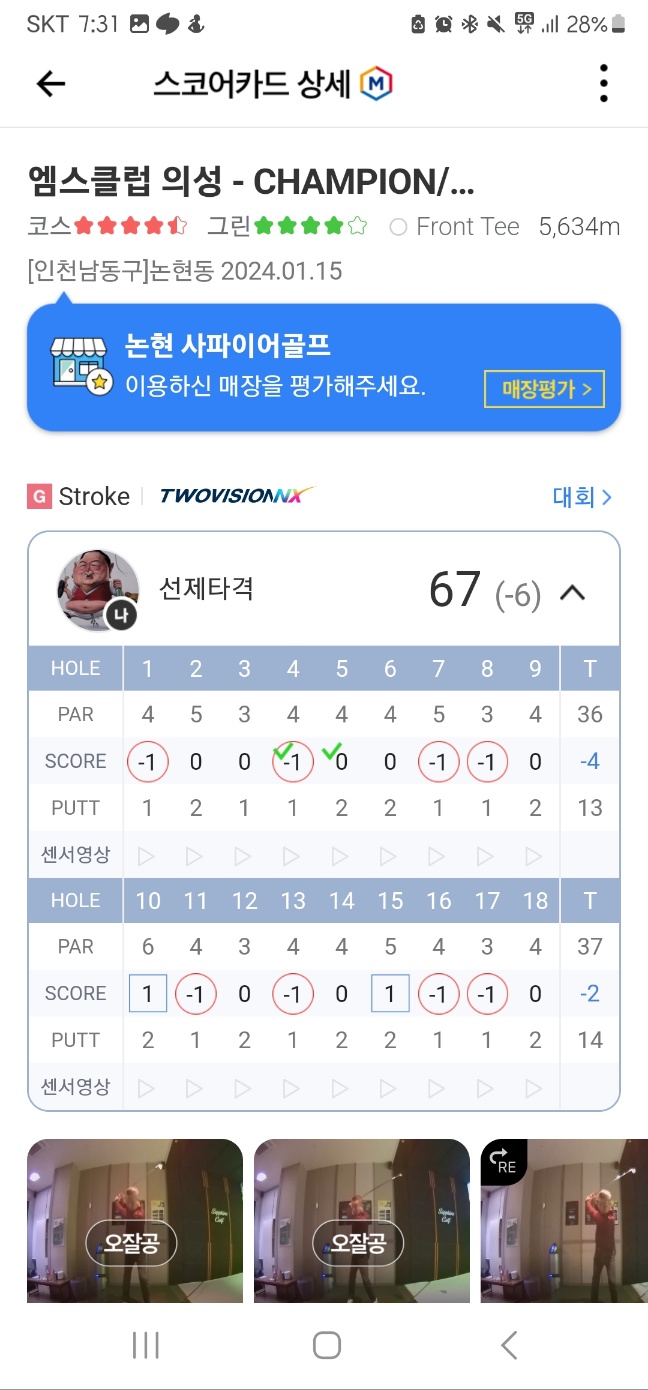 SKT 7:31 5G 28%
스코어카드 상세 M
엠스클럽 의성 - CHAMPION/...
코스 그린 Front Tee 5,634m
[인천남동구]논현동 2024.01.15
논현 사파이어골프
이용하신 매장을 평가해주세요. 매장평가 >
G Stroke TWOVISIONNX 대회 >
나 선제타격 67 (-6)
HOLE 1 2 3 4 5 6 7 8 9 T
PAR 4 5 3 4 4 4 5 3 4 36
SCORE -1 0 0 -1 0 0 -1 -1 0 -4
PUTT 1 2 1 1 2 2 1 1 2 13
센서영상
HOLE 10 11 12 13 14 15 16 17 18 T
PAR 6 4 3 4 4 5 4 3 4 37
SCORE 1 -1 0 -1 0 1 -1 -1 0 -2
PUTT 2 1 2 1 2 2 1 1 2 14
센서영상
RE
Sapphire Golf Sapphire Golf
오잘공 오잘공